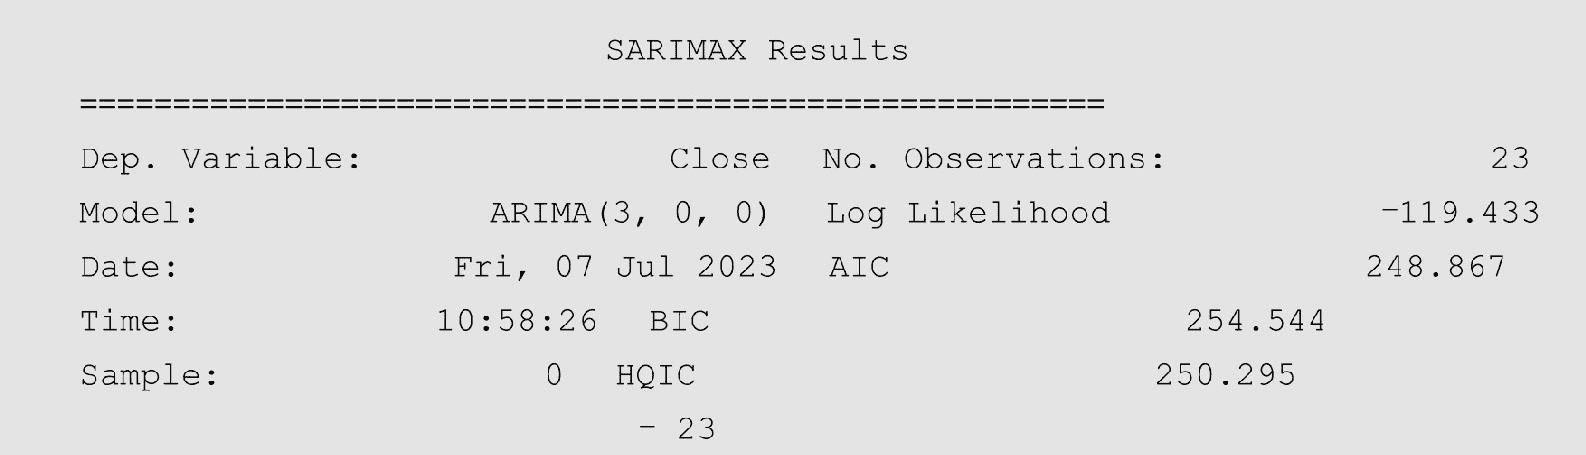 SARIMAX Results
=======================================================
Dep. Variable: Close No. Observations: 23
Model: ARIMA(3, 0, 0) Log Likelihood -119.433
Date: Fri, 07 Jul 2023 AIC 248.867
Time: 10:58:26 BIC 254.544
Sample: 0 HQIC 250.295
- 23